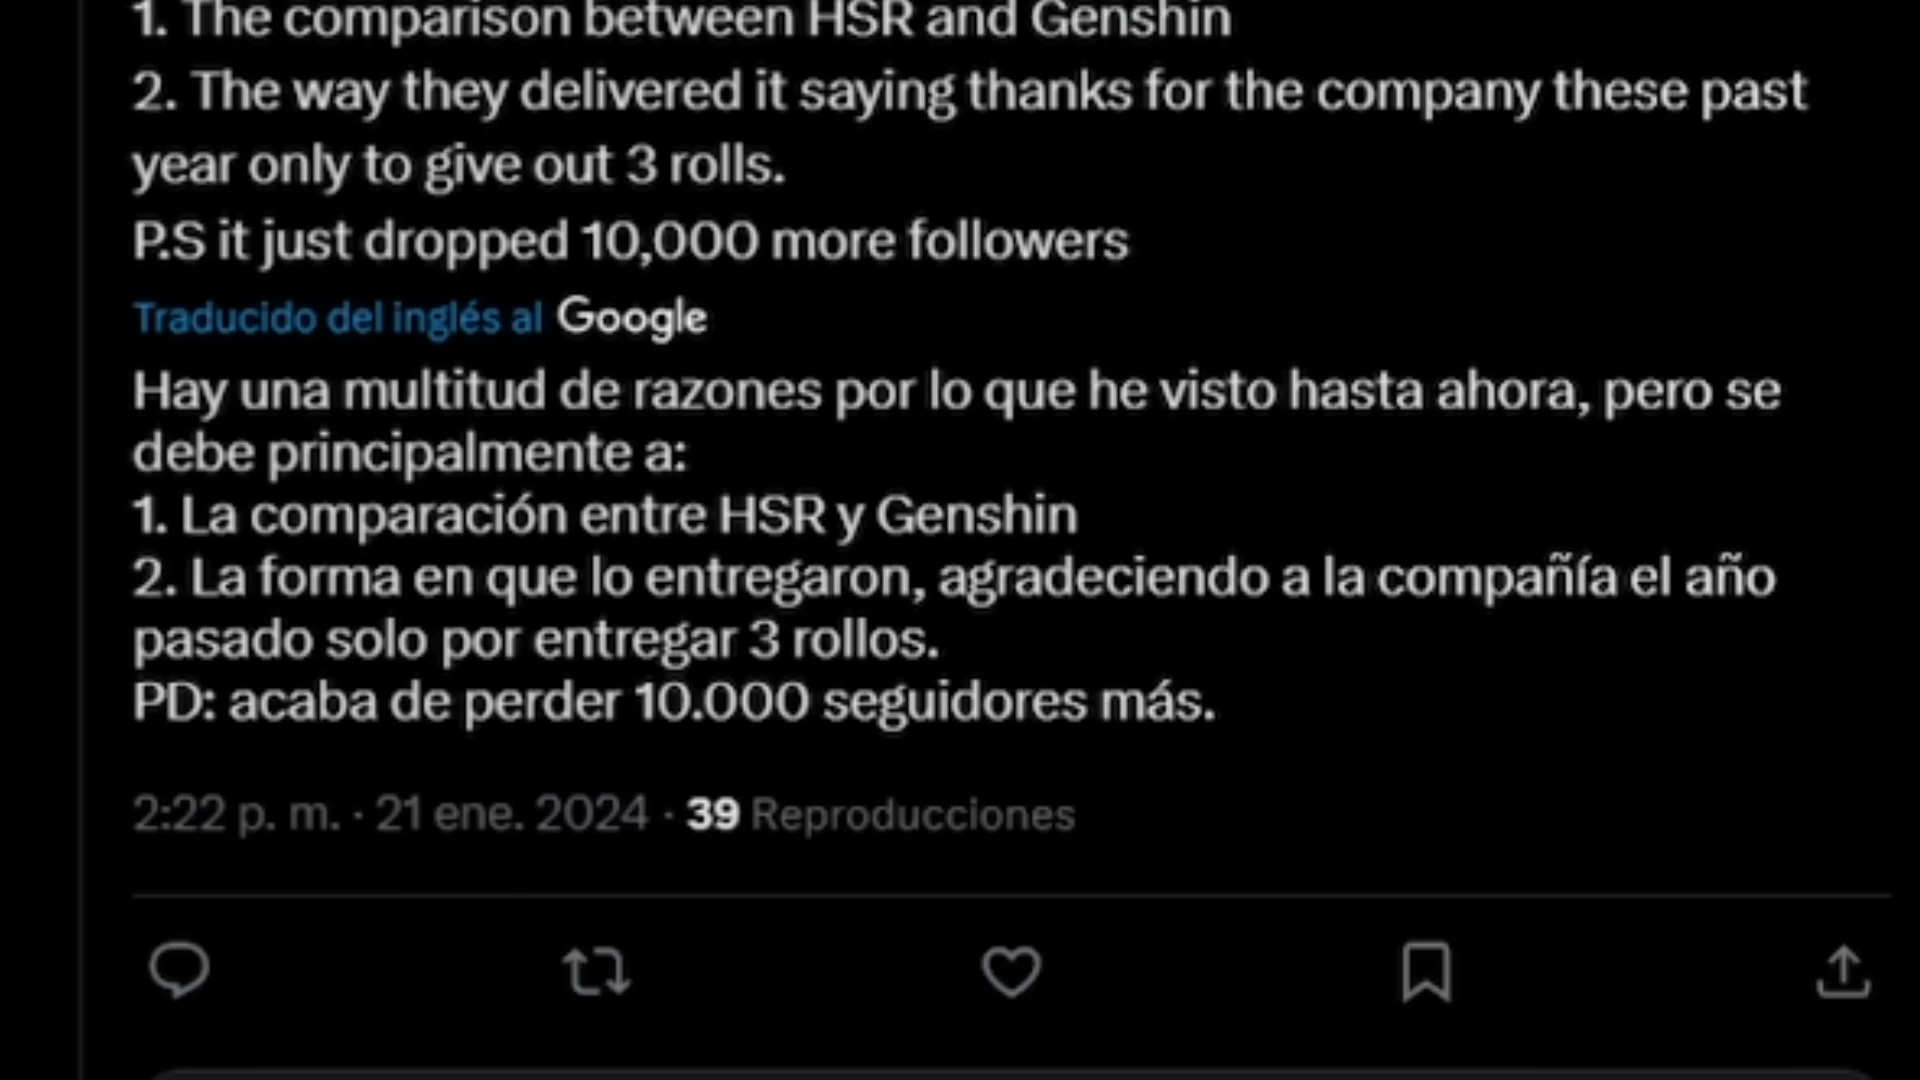 1. The comparison between HSR and Genshin
2. The way they delivered it saying thanks for the company these past
year only to give out 3 rolls.
P.S it just dropped 10,000 more followers
Traducido del inglés al Google
Hay una multitud de razones por lo que he visto hasta ahora, pero se
debe principalmente a:
1. La comparación entre HSR y Genshin
2. La forma en que lo entregaron, agradeciendo a la compañía el año
pasado solo por entregar 3 rollos.
PD: acaba de perder 10.000 seguidores más.
2:22 p. m. · 21 ene. 2024 · 39 Reproducciones